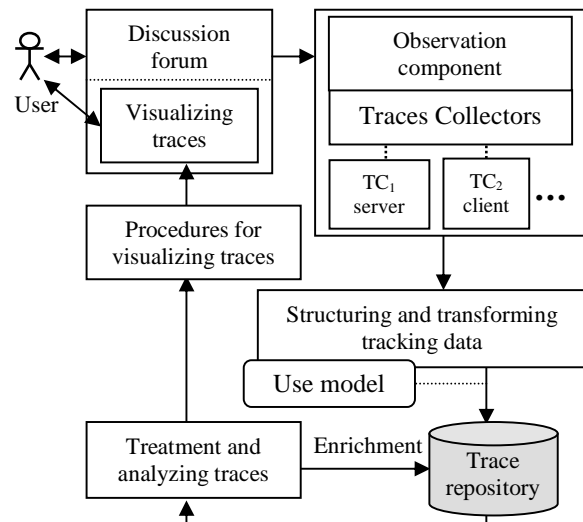 Discussion
forum
User
Visualizing
traces
Observation
component
Traces Collectors
TC₁
server
TC₂
client
...
Procedures for
visualizing traces
Structuring and transforming
tracking data
Use model
Treatment and
analyzing traces
Enrichment
Trace
repository